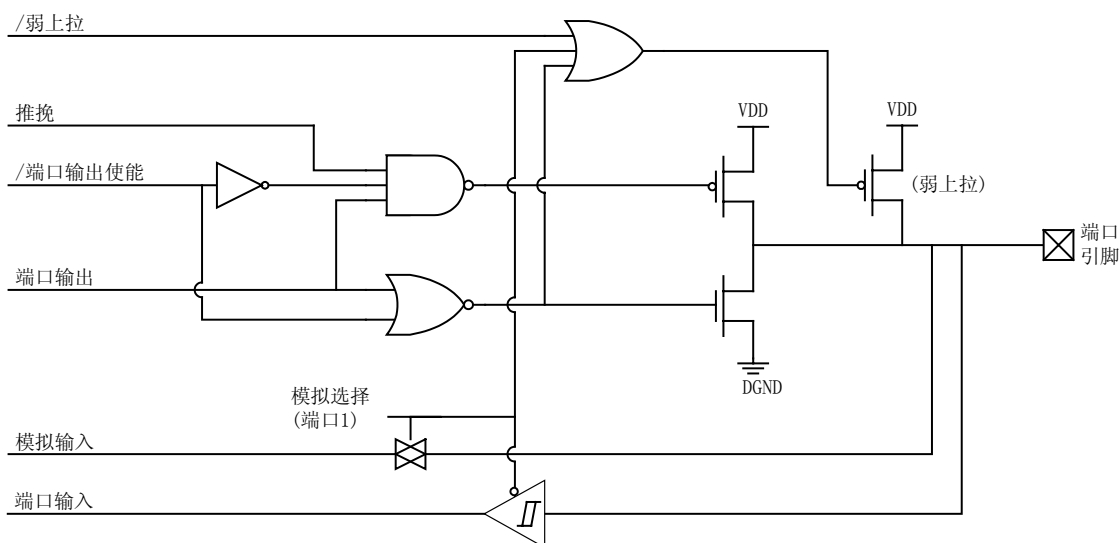 /弱上拉
推挽
VDD
VDD
/端口输出使能
(弱上拉)
端口
引脚
端口输出
DGND
模拟选择
(端口1)
模拟输入
端口输入